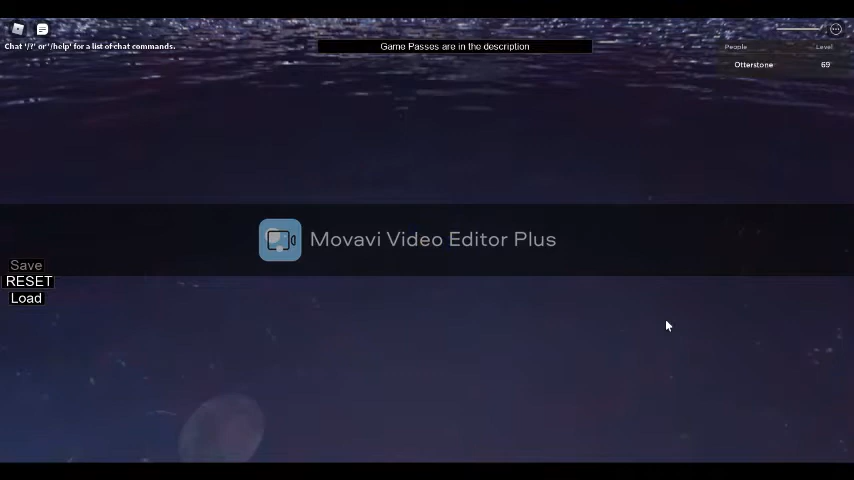 Chat '/?' or '/help' for a list of chat commands.
Game Passes are in the description
People Level
Otterstone 69
Movavi Video Editor Plus
Save
RESET
Load